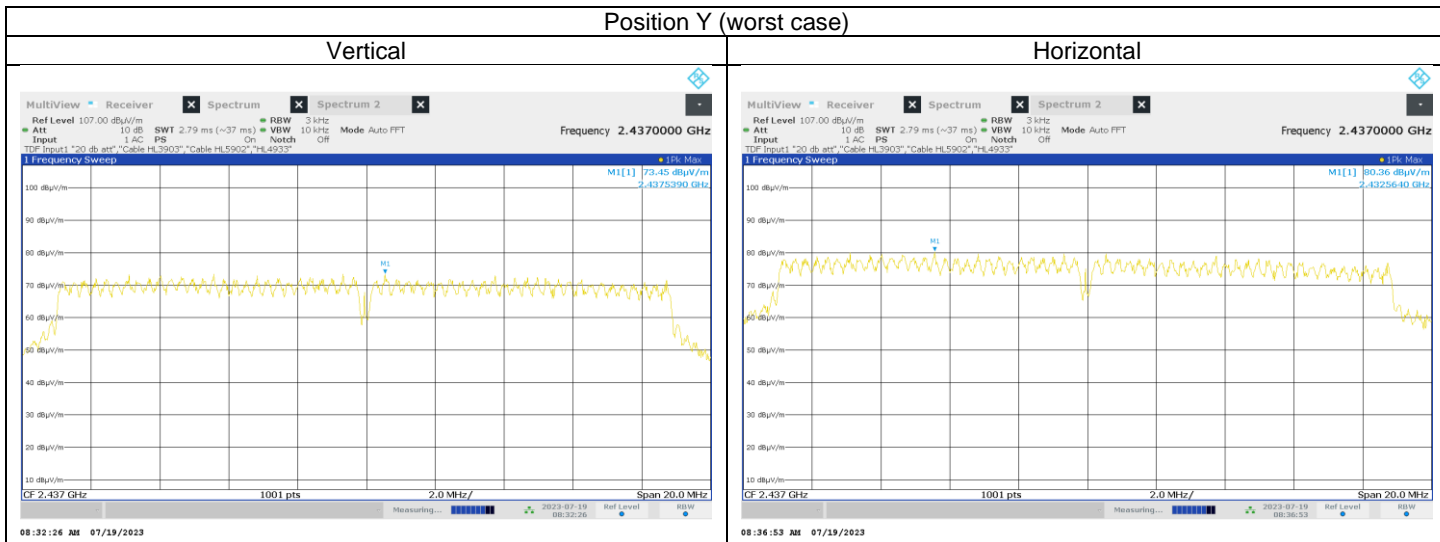 Position Y (worst case)
Vertical
Horizontal
MultiView Receiver Spectrum Spectrum 2
Ref Level 107.00 dBµV/m RBW 3 kHz
Att 10 dB SWT 2.79 ms (~37 ms) VBW 10 kHz Mode Auto FFT Frequency 2.4370000 GHz
Input 1 AC PS On Notch Off
TDF Input1 "20 db att","Cable HL3903","Cable HL5902","HL4933"
1 Frequency Sweep 1Pk Max
M1[1] 73.45 dBµV/m
2.4375390 GHz
100 dBµV/m
90 dBµV/m
80 dBµV/m
M1
70 dBµV/m
60 dBµV/m
50 dBµV/m
40 dBµV/m
30 dBµV/m
20 dBµV/m
10 dBµV/m
CF 2.437 GHz 1001 pts 2.0 MHz/ Span 20.0 MHz
Measuring... 2023-07-19 Ref Level RBW
08:32:26
08:32:26 AM 07/19/2023
MultiView Receiver Spectrum Spectrum 2
Ref Level 107.00 dBµV/m RBW 3 kHz
Att 10 dB SWT 2.79 ms (~37 ms) VBW 10 kHz Mode Auto FFT Frequency 2.4370000 GHz
Input 1 AC PS On Notch Off
TDF Input1 "20 db att","Cable HL3903","Cable HL5902","HL4933"
1 Frequency Sweep 1Pk Max
M1[1] 80.36 dBµV/m
2.4325640 GHz
100 dBµV/m
90 dBµV/m
M1
80 dBµV/m
70 dBµV/m
60 dBµV/m
50 dBµV/m
40 dBµV/m
30 dBµV/m
20 dBµV/m
10 dBµV/m
CF 2.437 GHz 1001 pts 2.0 MHz/ Span 20.0 MHz
Measuring... 2023-07-19 Ref Level RBW
08:36:53
08:36:53 AM 07/19/2023